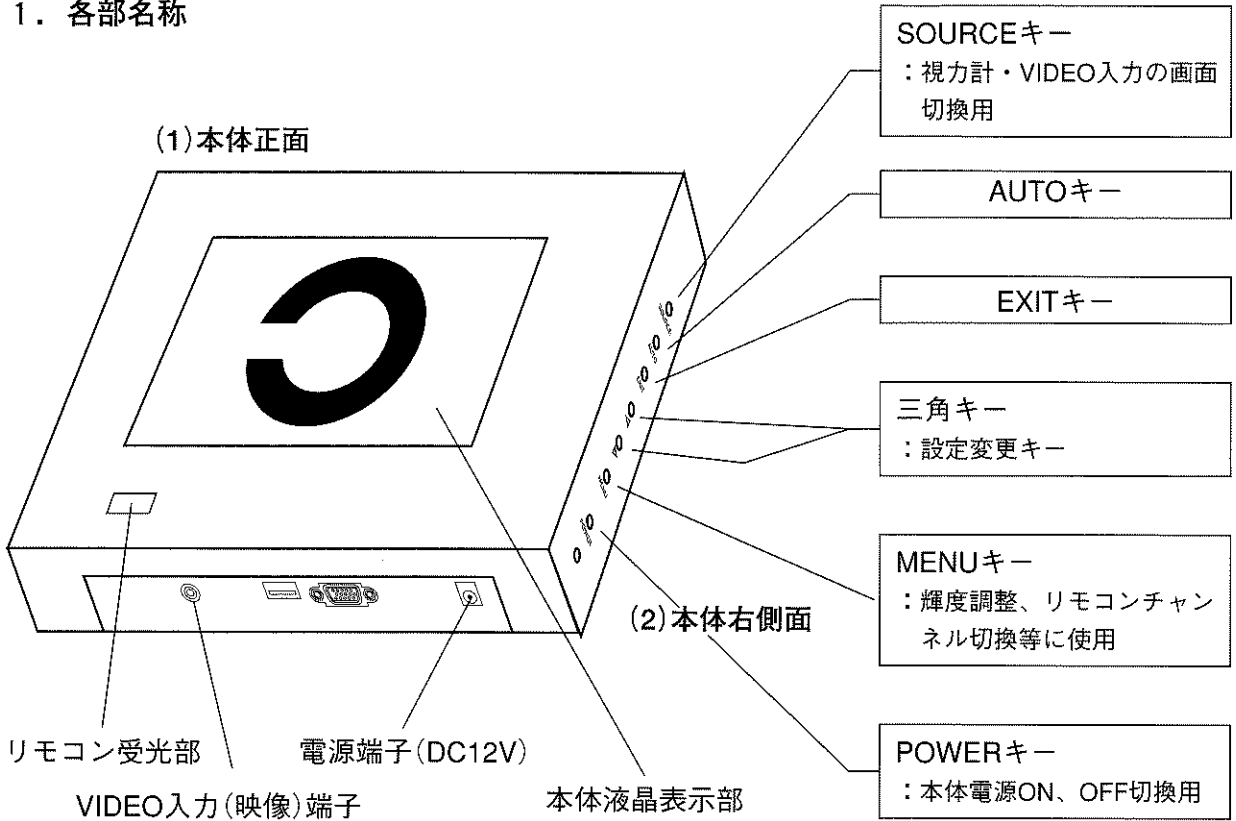 1．各部名称
(1)本体正面
SOURCEキー
：視力計・VIDEO入力の画面
切換用
AUTOキー
EXITキー
三角キー
：設定変更キー
MENUキー
：輝度調整、リモコンチャン
ネル切換等に使用
(2)本体右側面
POWERキー
：本体電源ON、OFF切換用
リモコン受光部
電源端子(DC12V)
VIDEO入力(映像)端子
本体液晶表示部